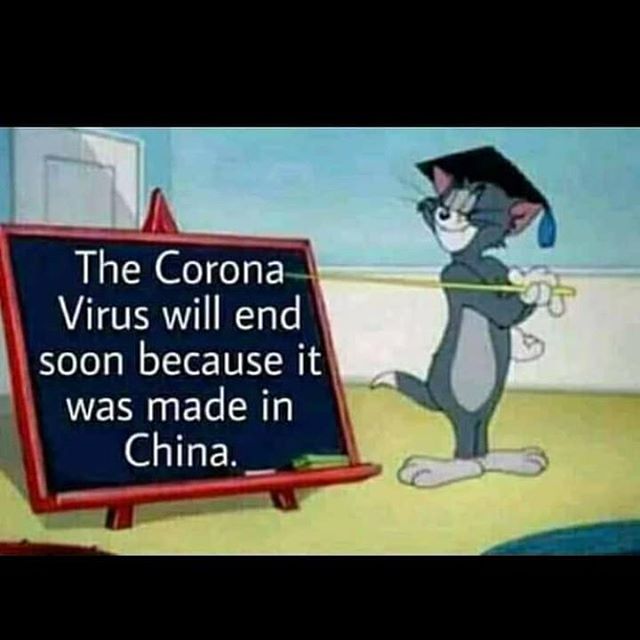 The Corona
Virus will end
soon because it
was made in
China.